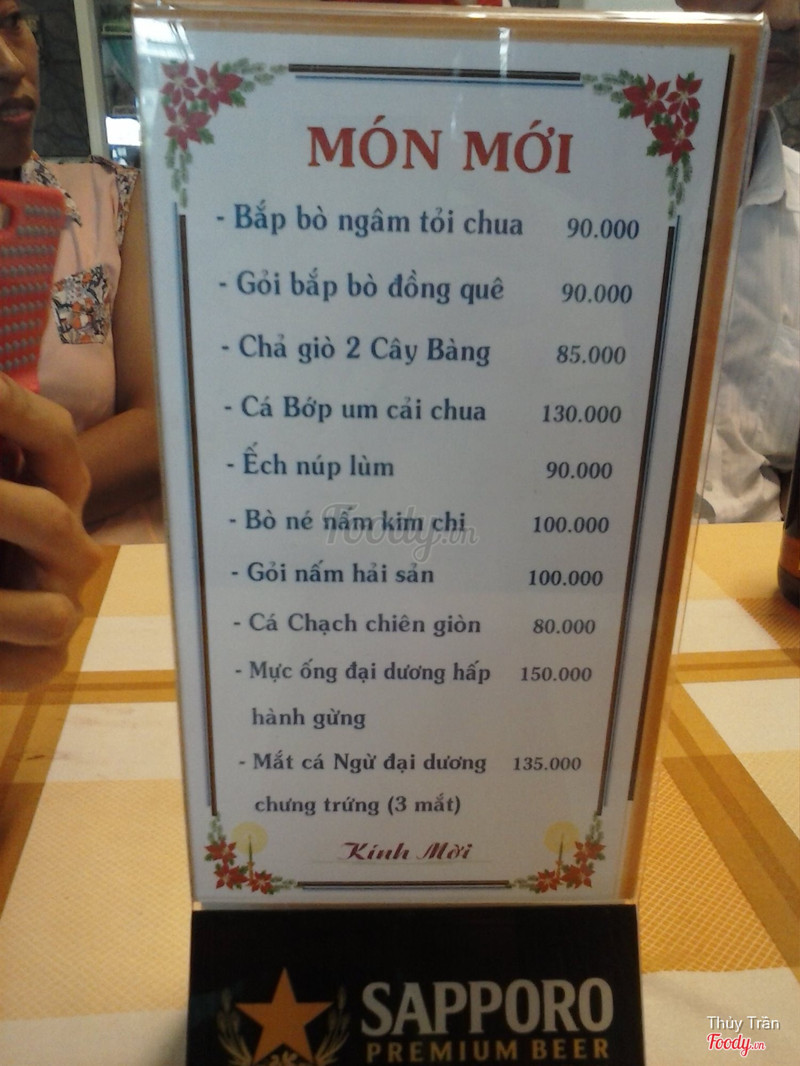 MÓN MỚI
- Bắp bò ngâm tỏi chua 90.000
- Gỏi bắp bò đồng quê 90.000
- Chả giò 2 Cây Bàng 85.000
- Cá Bớp um cải chua 130.000
- Ếch núp lùm 90.000
- Bò né nấm kim chi 100.000
Foody.vn
- Gỏi nấm hải sản 100.000
- Cá Chạch chiên giòn 80.000
- Mực ống đại dương hấp 150.000
hành gừng
- Mắt cá Ngừ đại dương 135.000
chưng trứng (3 mắt)
Kính Mời
SAPPORO
PREMIUM BEER
Thúy Trần
Foody.vn